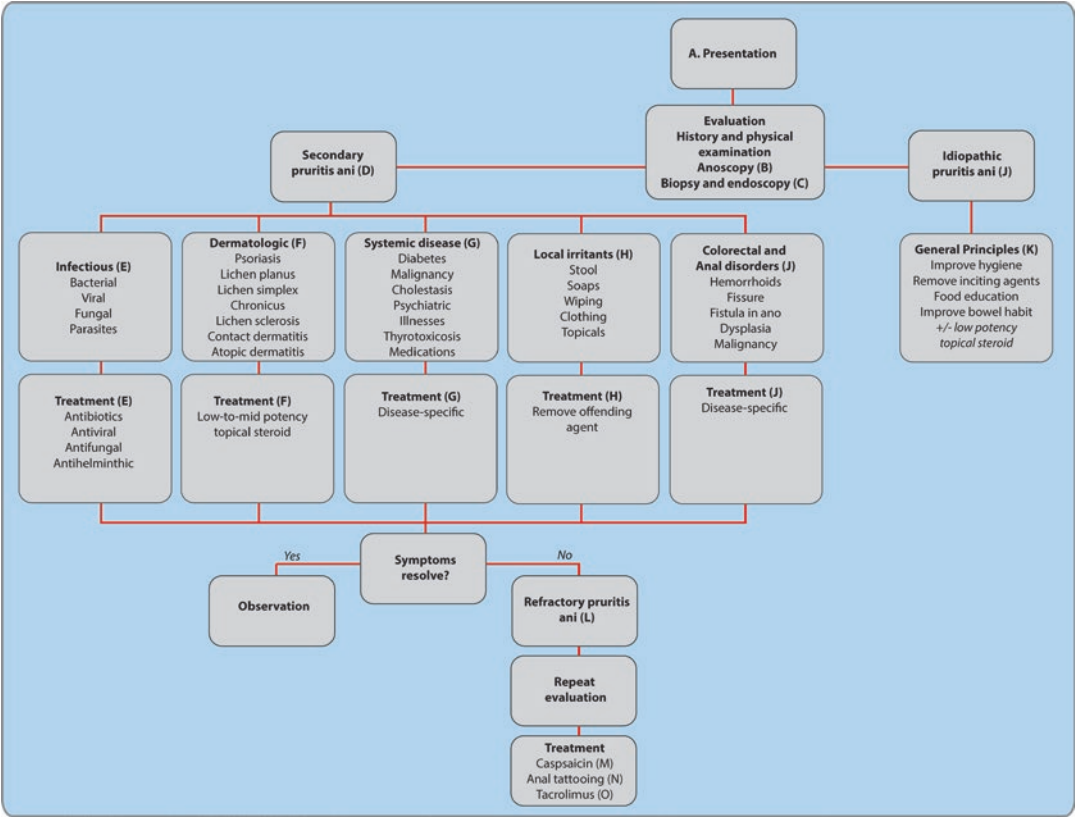 A. Presentation
Evaluation
History and physical
examination
Anoscopy (B)
Biopsy and endoscopy (C)
Secondary
pruritis ani (D)
Idiopathic
pruritis ani (J)
Infectious (E)
Bacterial
Viral
Fungal
Parasites
Dermatologic (F)
Psoriasis
Lichen planus
Lichen simplex
Chronicus
Lichen sclerosis
Contact dermatitis
Atopic dermatitis
Systemic disease (G)
Diabetes
Malignancy
Cholestasis
Psychiatric
Illnesses
Thyrotoxicosis
Medications
Local irritants (H)
Stool
Soaps
Wiping
Clothing
Topicals
Colorectal and
Anal disorders (J)
Hemorrhoids
Fissure
Fistula in ano
Dysplasia
Malignancy
General Principles (K)
Improve hygiene
Remove inciting agents
Food education
Improve bowel habit
+/- low potency
topical steroid
Treatment (E)
Antibiotics
Antiviral
Antifungal
Antihelminthic
Treatment (F)
Low-to-mid potency
topical steroid
Treatment (G)
Disease-specific
Treatment (H)
Remove offending
agent
Treatment (J)
Disease-specific
Symptoms
resolve?
Yes
No
Observation
Refractory pruritis
ani (L)
Repeat
evaluation
Treatment
Caspsaicin (M)
Anal tattooing (N)
Tacrolimus (O)